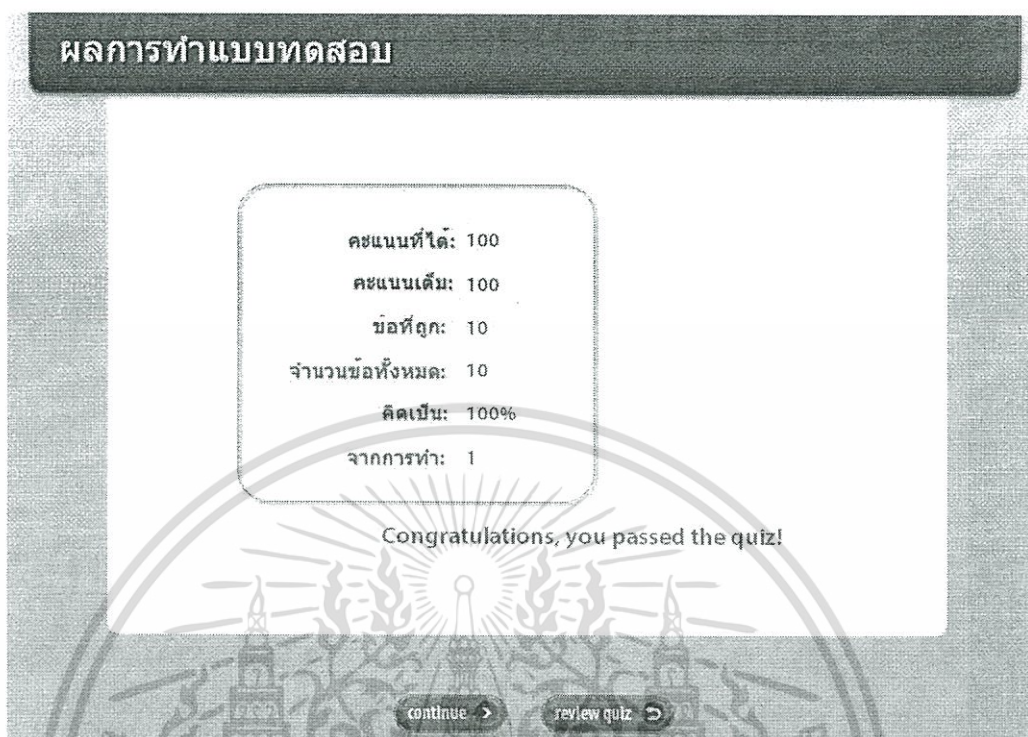 ผลการทำแบบทดสอบ
คะแนนที่ได้: 100
คะแนนเต็ม: 100
ข้อที่ถูก: 10
จำนวนข้อทั้งหมด: 10
คิดเป็น: 100%
จากการทำ: 1
Congratulations, you passed the quiz!
continue >
review quiz